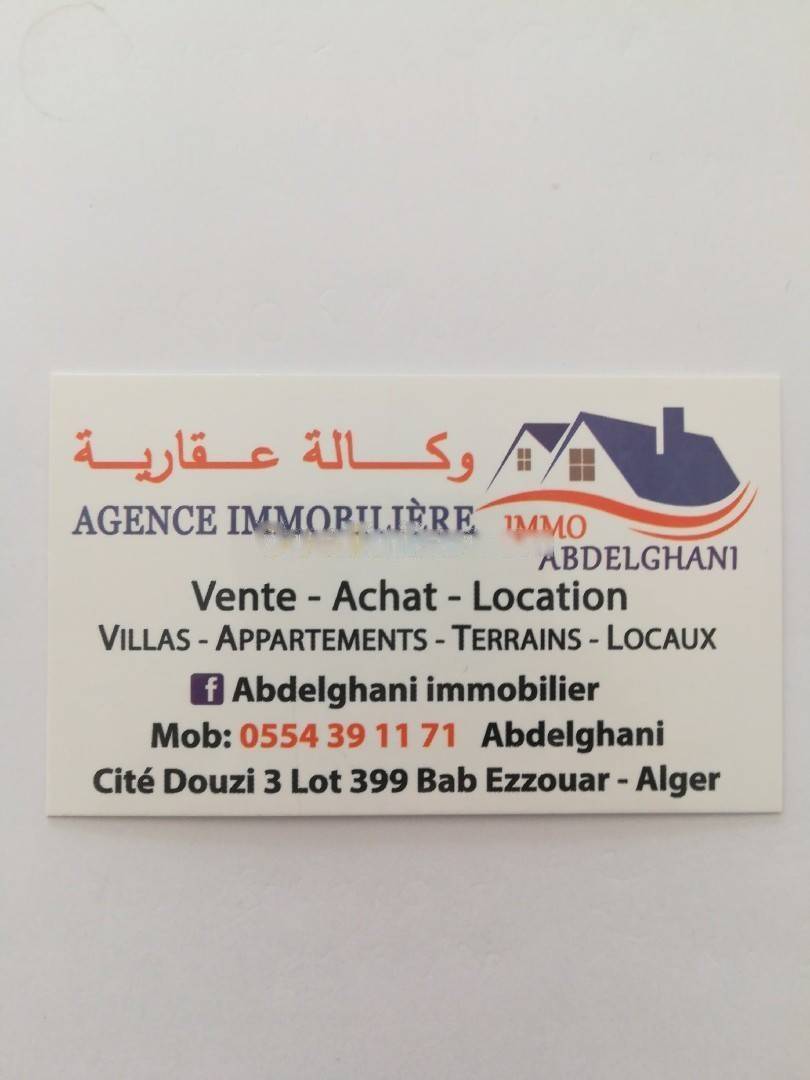 وكالة عقارية
AGENCE IMMOBILIÈRE
IMMO
ABDELGHANI
Vente - Achat - Location
VILLAS - APPARTEMENTS - TERRAINS - LOCAUX
f Abdelghani immobilier
Mob: 0554 39 11 71 Abdelghani
Cité Douzi 3 Lot 399 Bab Ezzouar - Alger